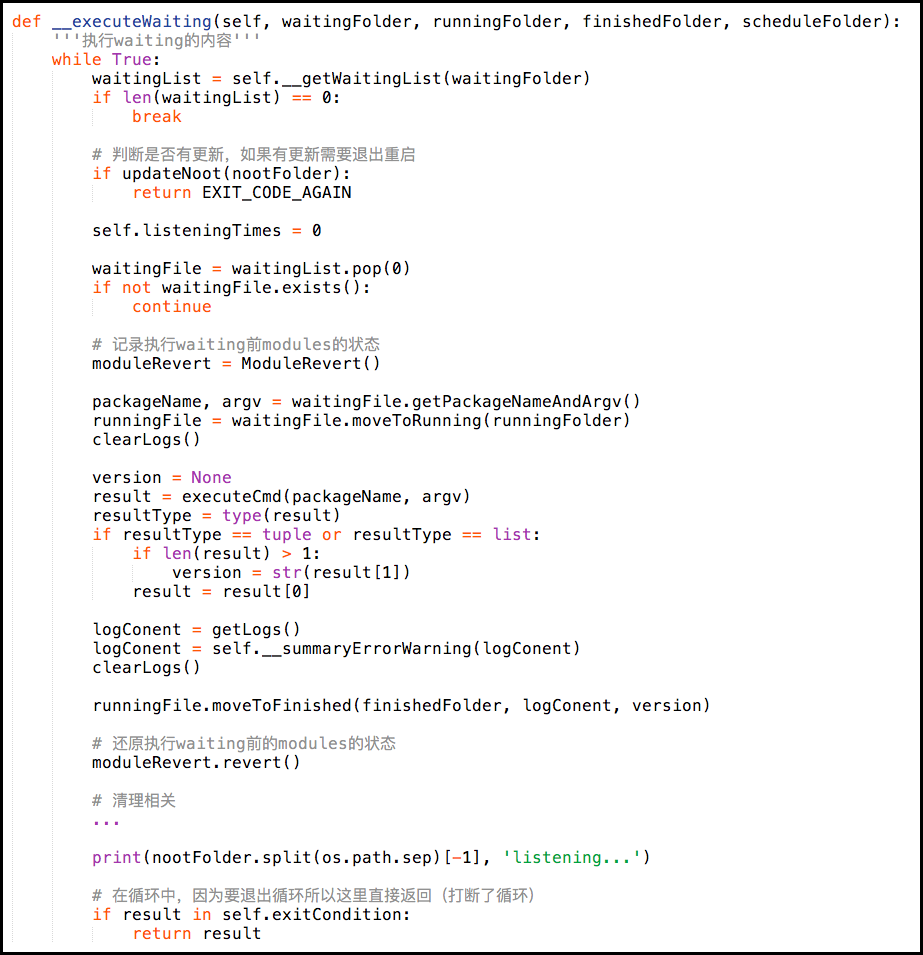 def __executeWaiting(self, waitingFolder, runningFolder, finishedFolder, scheduleFolder):
    '''执行waiting的内容'''
    while True:
        waitingList = self.__getWaitingList(waitingFolder)
        if len(waitingList) == 0:
            break

        # 判断是否有更新，如果有更新需要退出重启
        if updateNoot(nootFolder):
            return EXIT_CODE_AGAIN

        self.listeningTimes = 0

        waitingFile = waitingList.pop(0)
        if not waitingFile.exists():
            continue

        # 记录执行waiting前modules的状态
        moduleRevert = ModuleRevert()

        packageName, argv = waitingFile.getPackageNameAndArgv()
        runningFile = waitingFile.moveToRunning(runningFolder)
        clearLogs()

        version = None
        result = executeCmd(packageName, argv)
        resultType = type(result)
        if resultType == tuple or resultType == list:
            if len(result) > 1:
                version = str(result[1])
            result = result[0]

        logConent = getLogs()
        logConent = self.__summaryErrorWarning(logConent)
        clearLogs()

        runningFile.moveToFinished(finishedFolder, logConent, version)

        # 还原执行waiting前的modules的状态
        moduleRevert.revert()

        # 清理相关
        ...

        print(nootFolder.split(os.path.sep)[-1], 'listening...')

        # 在循环中，因为要退出循环所以这里直接返回（打断了循环）
        if result in self.exitCondition:
            return result